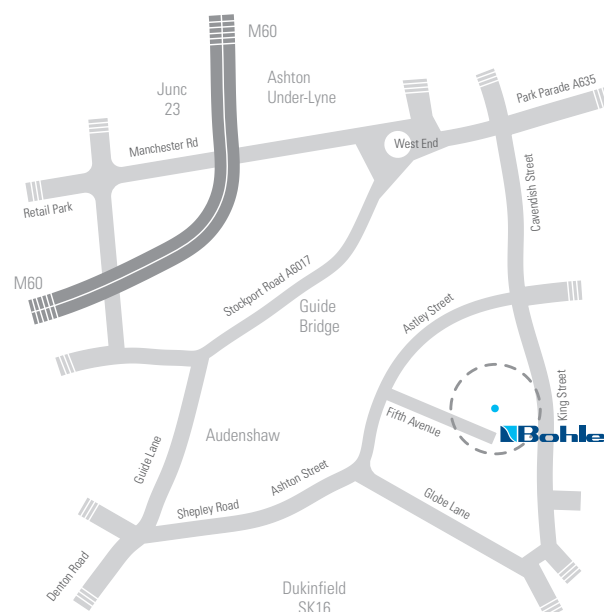 M60
Junc
23
Ashton
Under-Lyne
Park Parade A635
Manchester Rd
West End
Retail Park
Cavendish Street
M60
Stockport Road A6017
Guide
Bridge
Astley Street
King Street
Fifth Avenue
Bohle
Audenshaw
Guide Lane
Ashton Street
Shepley Road
Globe Lane
Denton Road
Dukinfield
SK16